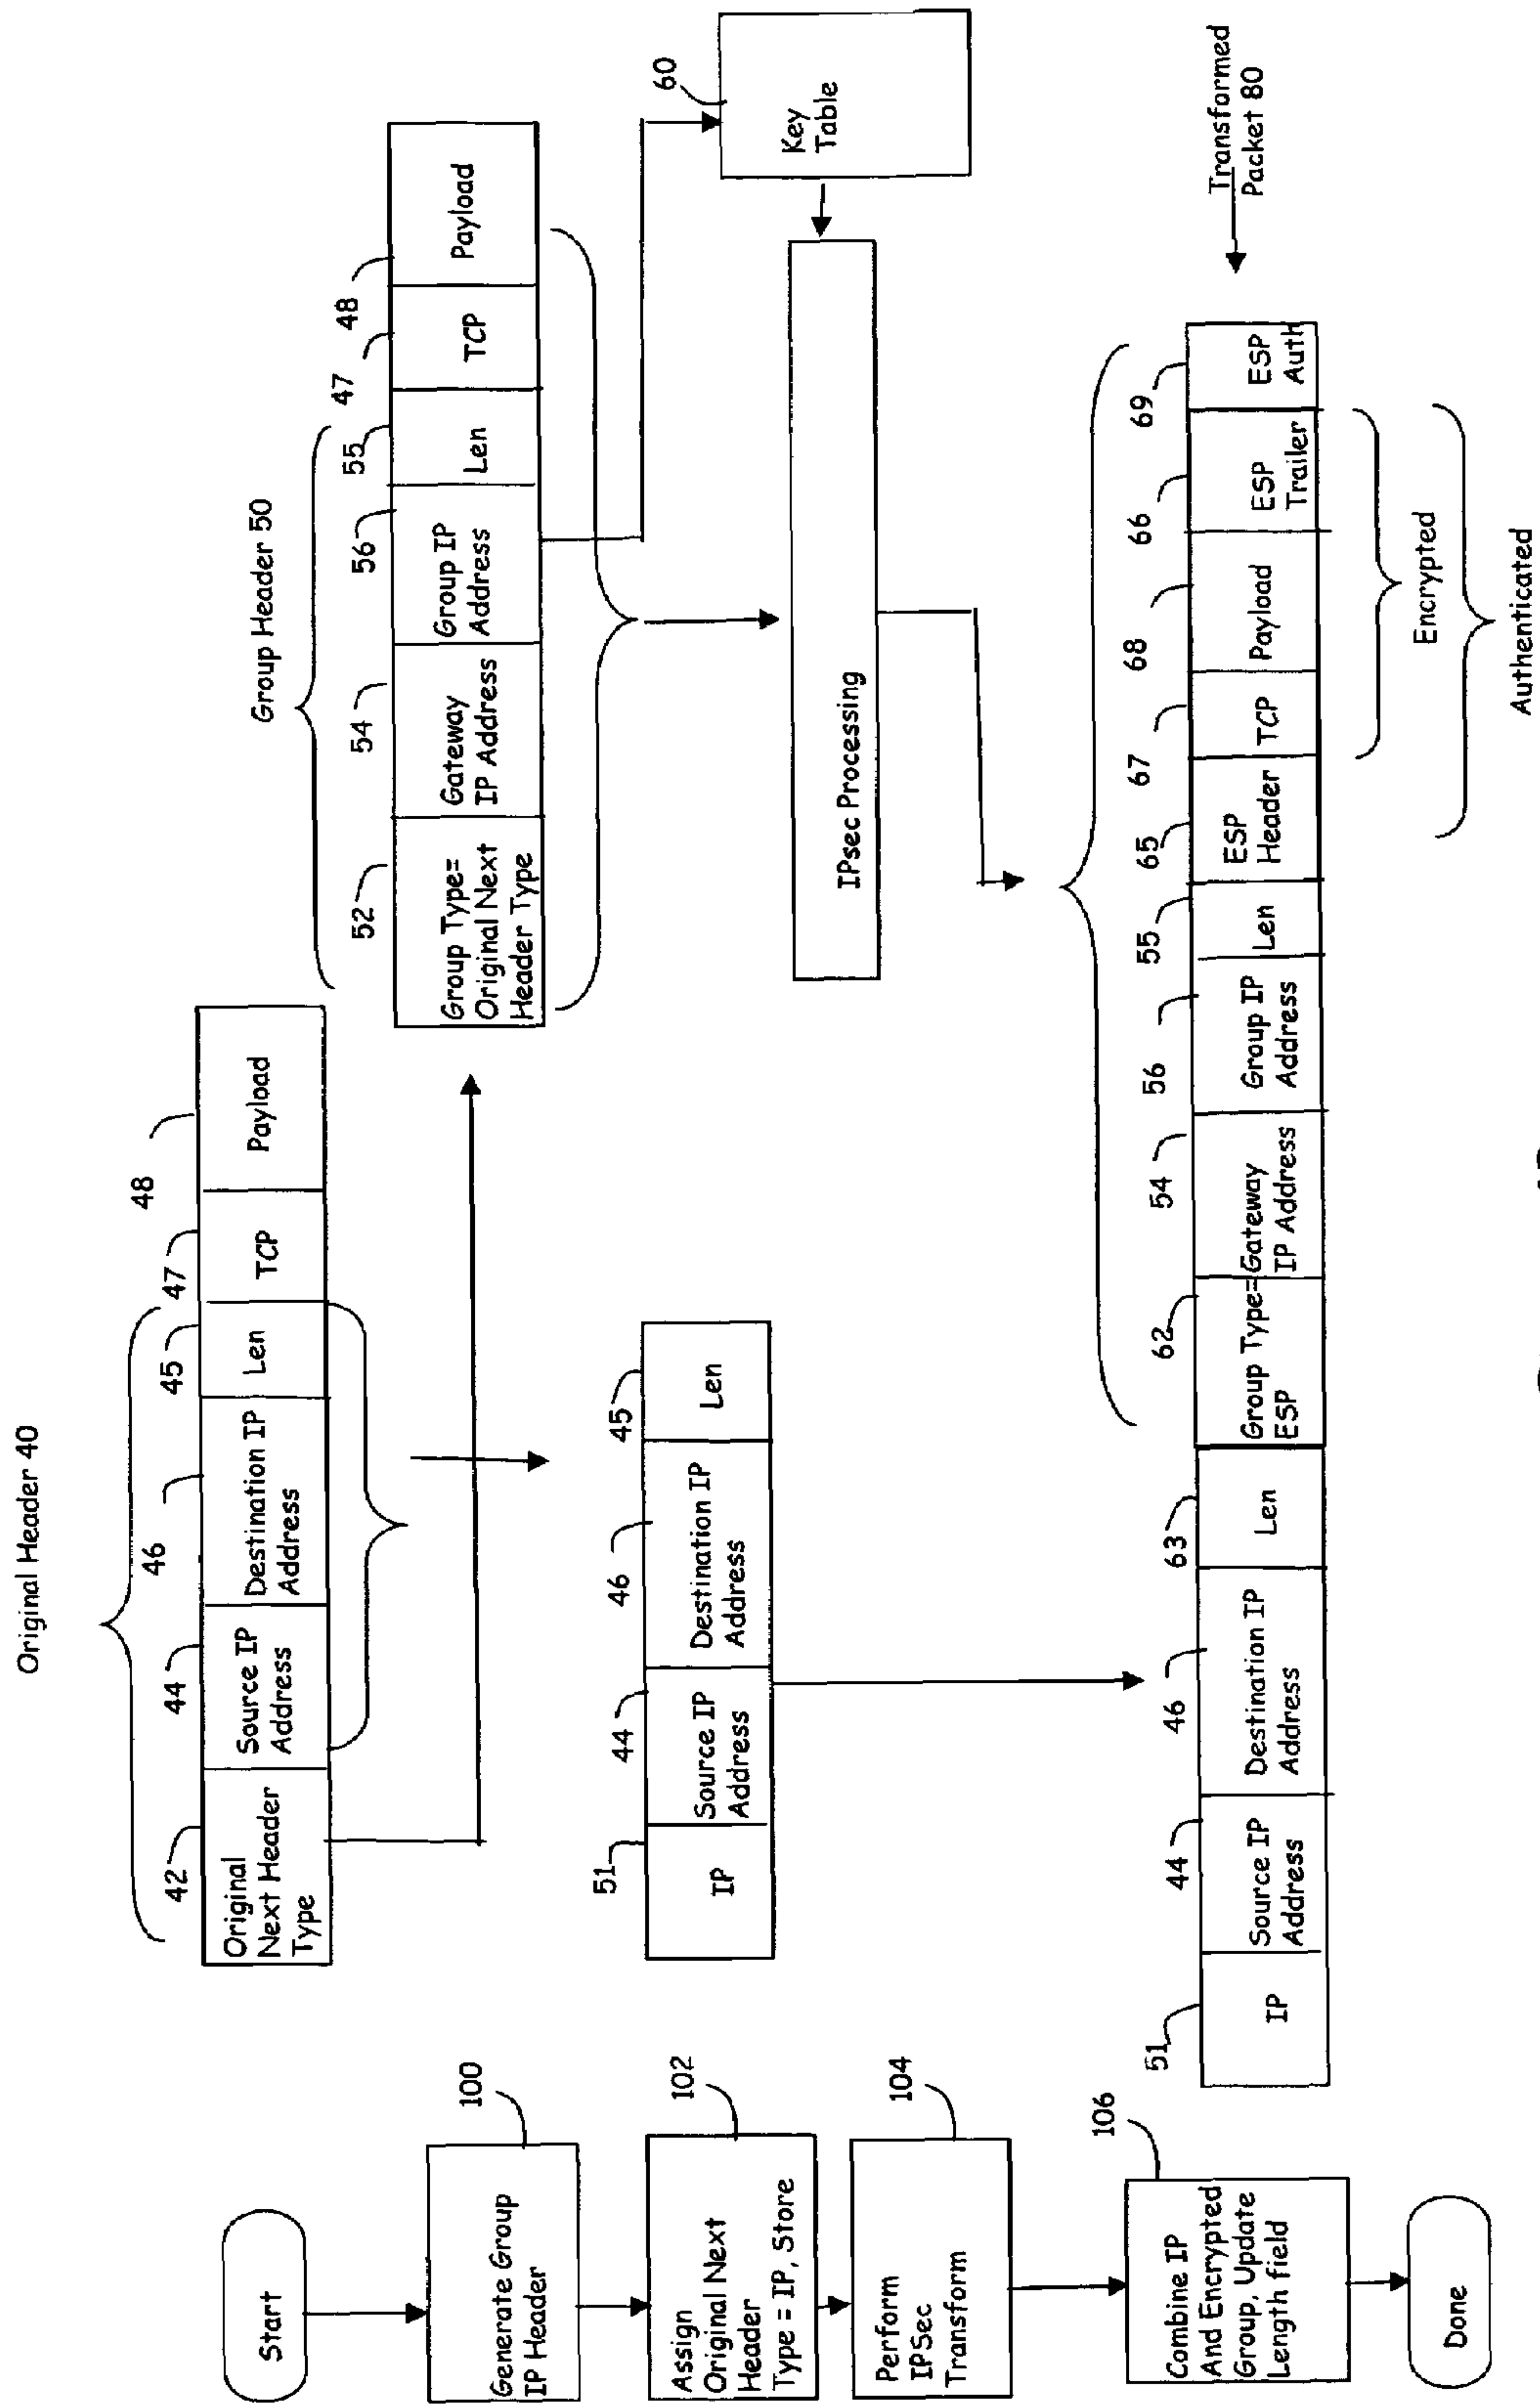 Start
100
Generate Group
IP Header
102
Assign
Original Next
Header
Type = IP, Store
104
Perform
IPSec
Transform
106
Combine IP
And Encrypted
Group, Update
Length field
Done
Original Header 40
42
44
46
45
47
48
Original
Next Header
Type
Source IP
Address
Destination IP
Address
Len
TCP
Payload
Group Header 50
52
54
56
55
47
48
Group Type=
Original Next
Header Type
Gateway
IP Address
Group IP
Address
Len
TCP
Payload
51
44
46
45
IP
Source IP
Address
Destination IP
Address
Len
60
Key
Table
IPsec Processing
51
44
46
63
62
54
56
55
65
67
68
66
69
IP
Source IP
Address
Destination IP
Address
Len
Group Type=
ESP
Gateway
IP Address
Group IP
Address
Len
ESP
Header
TCP
Payload
ESP
Trailer
ESP
Auth
Transformed
Packet 80
Encrypted
Authenticated